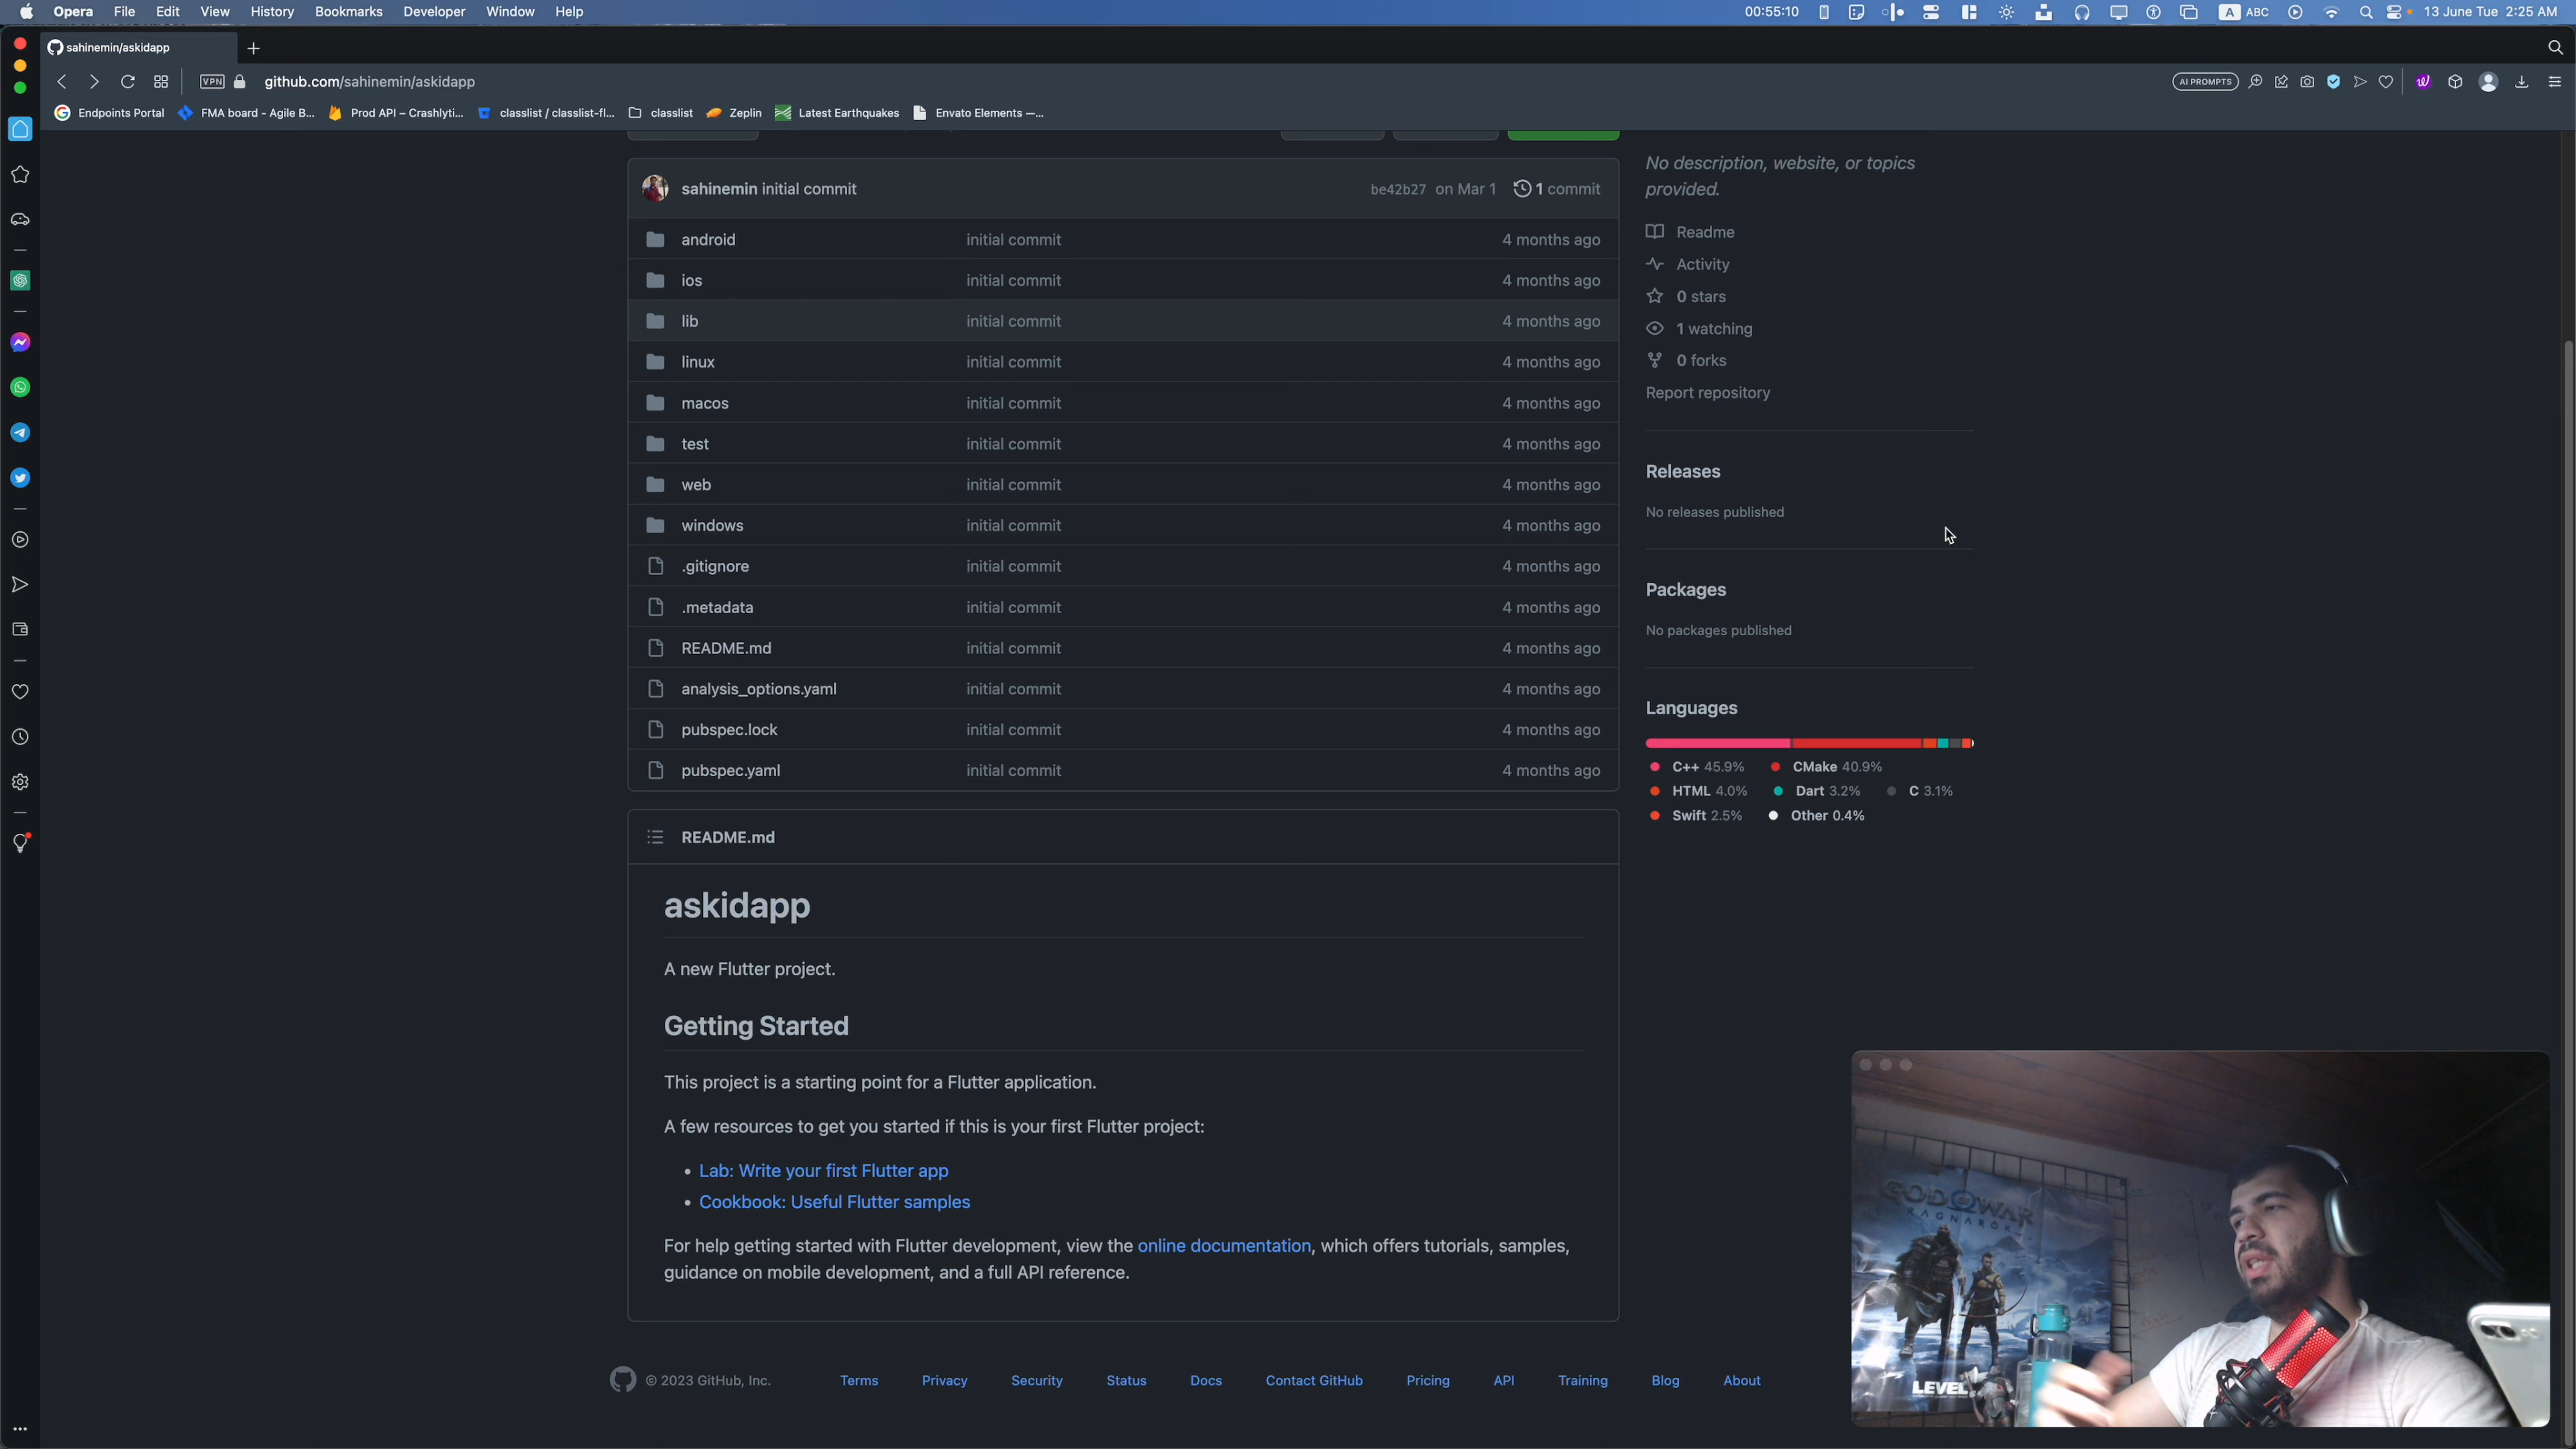 Opera File Edit View History Bookmarks Developer Window Help 00:55:10 A ABC 13 June Tue 2:25 AM
sahinemin/askidapp
VPN github.com/sahinemin/askidapp AI PROMPTS
Endpoints Portal FMA board - Agile B... Prod API – Crashlyti... classlist / classlist-fl... classlist Zeplin Latest Earthquakes Envato Elements —...
No description, website, or topics
provided.
sahinemin initial commit be42b27 on Mar 1 1 commit
android initial commit 4 months ago
ios initial commit 4 months ago
lib initial commit 4 months ago
linux initial commit 4 months ago
macos initial commit 4 months ago
test initial commit 4 months ago
web initial commit 4 months ago
windows initial commit 4 months ago
.gitignore initial commit 4 months ago
.metadata initial commit 4 months ago
README.md initial commit 4 months ago
analysis_options.yaml initial commit 4 months ago
pubspec.lock initial commit 4 months ago
pubspec.yaml initial commit 4 months ago
Readme
Activity
0 stars
1 watching
0 forks
Report repository
Releases
No releases published
Packages
No packages published
Languages
C++ 45.9% CMake 40.9%
HTML 4.0% Dart 3.2% C 3.1%
Swift 2.5% Other 0.4%
README.md
askidapp
A new Flutter project.
Getting Started
This project is a starting point for a Flutter application.
A few resources to get you started if this is your first Flutter project:
• Lab: Write your first Flutter app
• Cookbook: Useful Flutter samples
For help getting started with Flutter development, view the online documentation, which offers tutorials, samples,
guidance on mobile development, and a full API reference.
© 2023 GitHub, Inc. Terms Privacy Security Status Docs Contact GitHub Pricing API Training Blog About
GOD OF WAR
RAGNARÖK
LEVEL